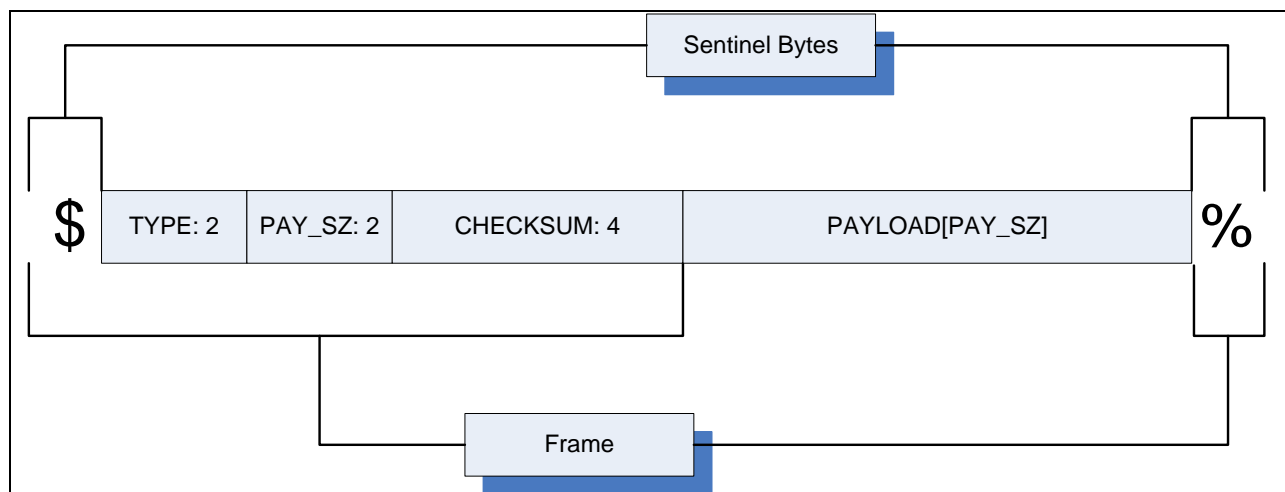 Sentinel Bytes
$ TYPE: 2 PAY_SZ: 2 CHECKSUM: 4 PAYLOAD[PAY_SZ] %
Frame